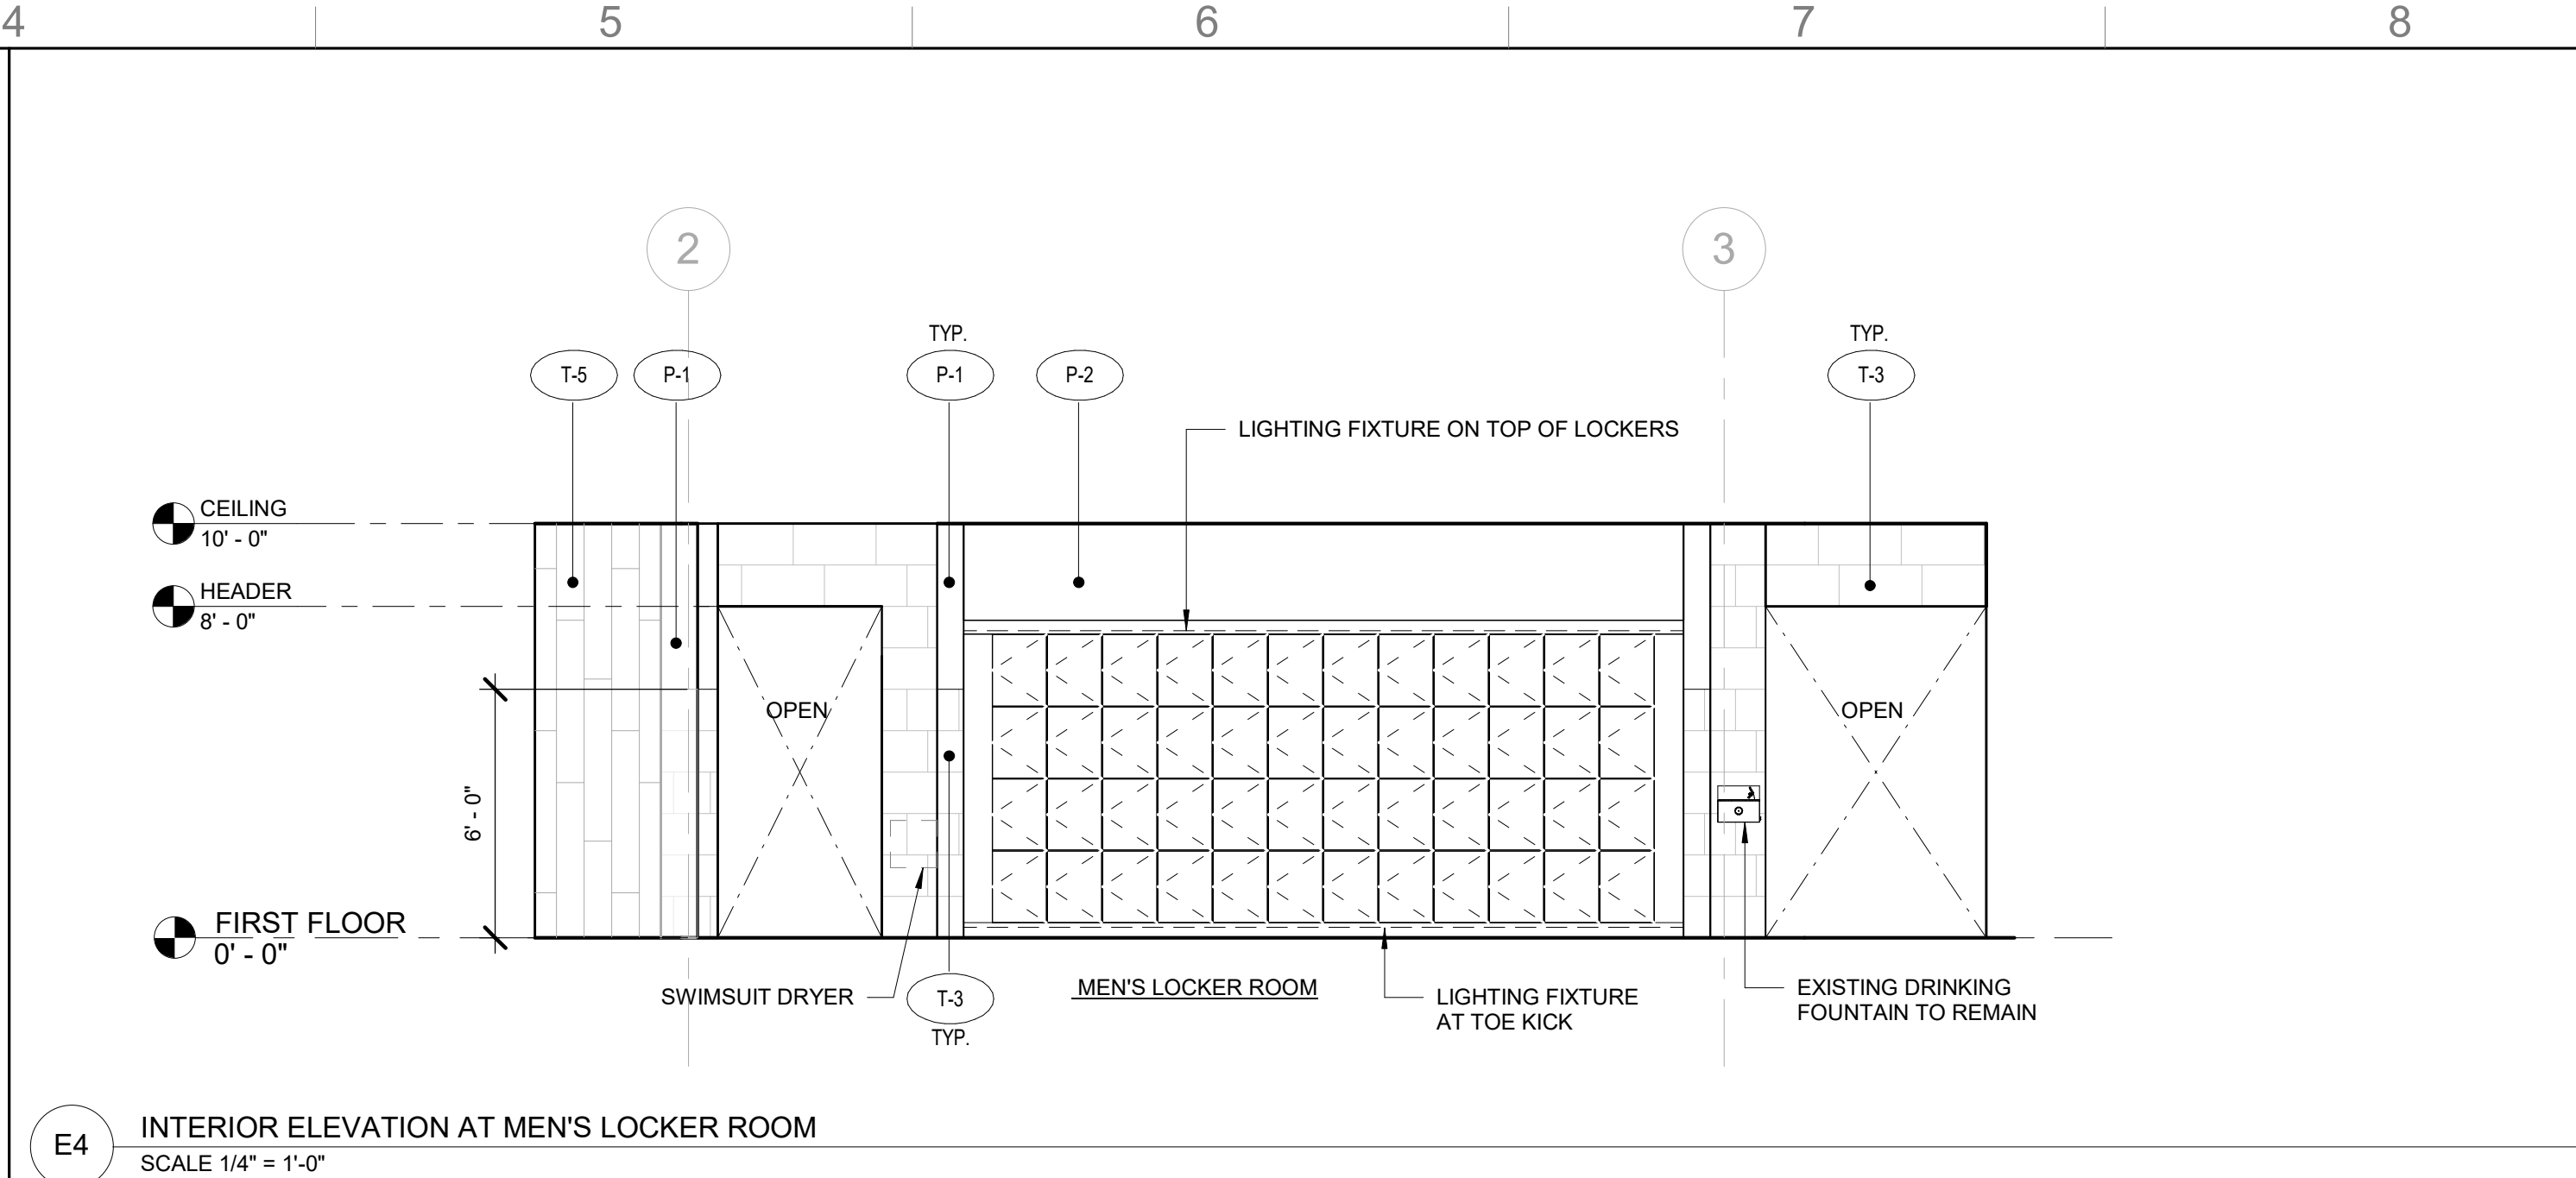 4
5
6
7
8
2
3
TYP.
TYP.
T-5
P-1
P-1
P-2
T-3
LIGHTING FIXTURE ON TOP OF LOCKERS
CEILING
10' - 0"
HEADER
8' - 0"
OPEN
OPEN
6' - 0"
FIRST FLOOR
0' - 0"
SWIMSUIT DRYER
T-3
TYP.
MEN'S LOCKER ROOM
LIGHTING FIXTURE
AT TOE KICK
EXISTING DRINKING
FOUNTAIN TO REMAIN
E4
INTERIOR ELEVATION AT MEN'S LOCKER ROOM
SCALE 1/4" = 1'-0"